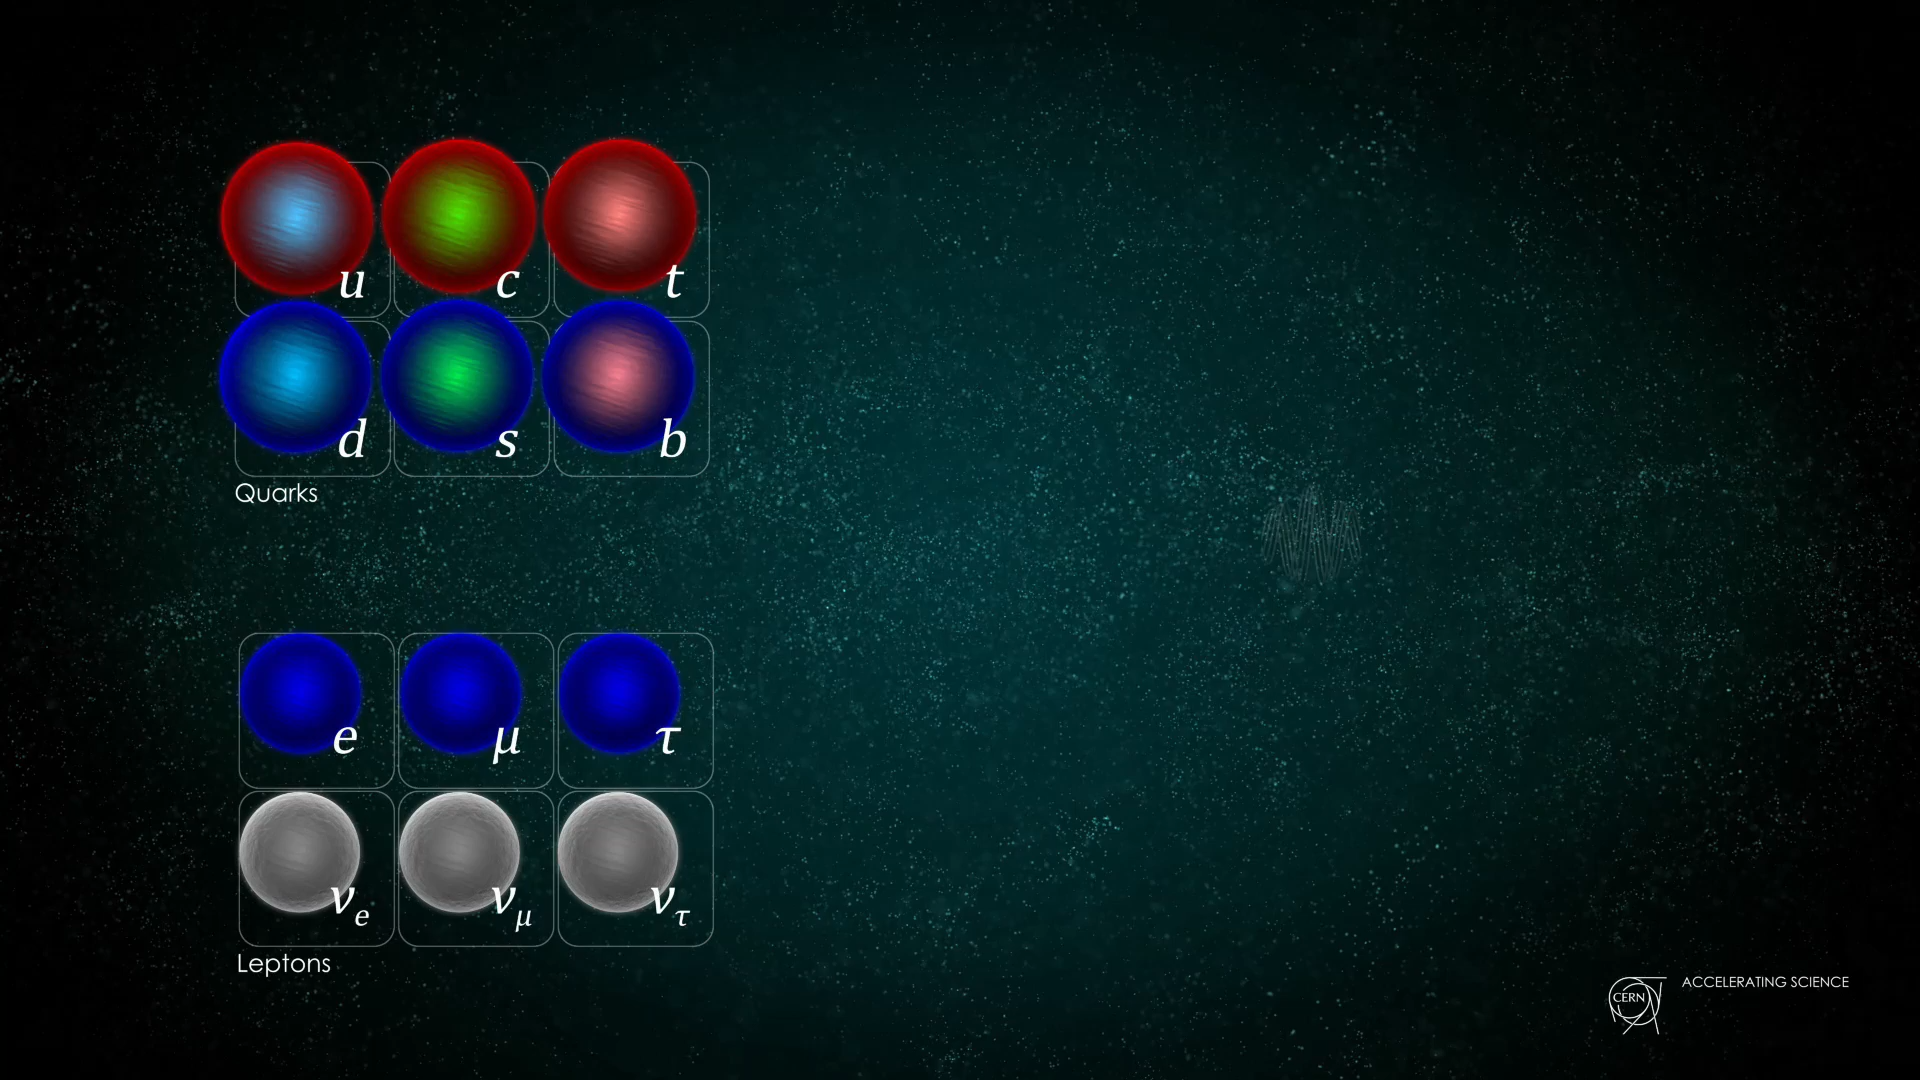 u c t
d s b
Quarks
e μ τ
νe νμ ντ
Leptons
CERN
ACCELERATING SCIENCE